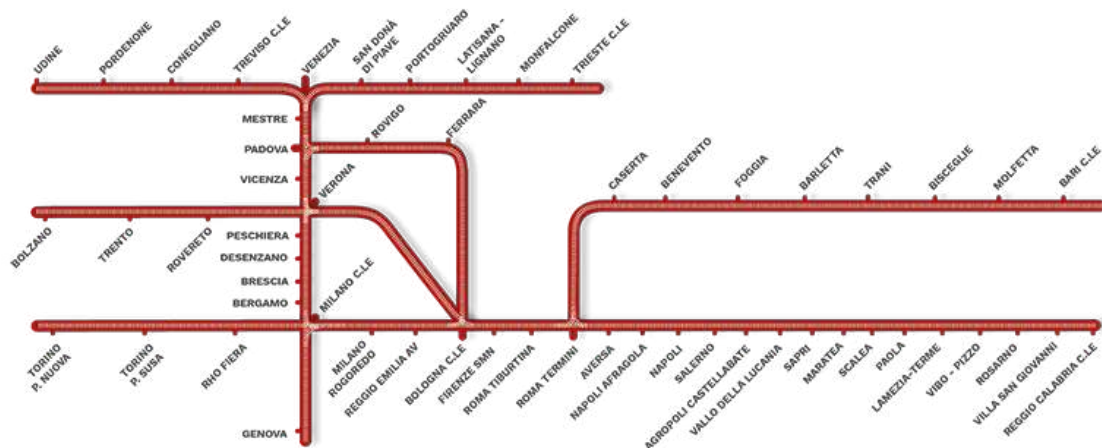 UDINE
PORDENONE
CONEGLIANO
TREVISO C.LE
VENEZIA
SAN DONÀ
DI PIAVE
PORTOGRUARO
LATISANA –
LIGNANO
MONFALCONE
TRIESTE C.LE
MESTRE
PADOVA
ROVIGO
FERRARA
VICENZA
VERONA
CASERTA
BENEVENTO
FOGGIA
BARLETTA
TRANI
BISCEGLIE
MOLFETTA
BARI C.LE
BOLZANO
TRENTO
ROVERETO
PESCHIERA
DESENZANO
BRESCIA
BERGAMO
MILANO C.LE
TORINO
P. NUOVA
TORINO
P. SUSA
RHO FIERA
MILANO
ROGOREDO
REGGIO EMILIA AV
BOLOGNA C.LE
FIRENZE SMN
ROMA TIBURTINA
ROMA TERMINI
AVERSA
NAPOLI AFRAGOLA
NAPOLI
SALERNO
AGROPOLI CASTELLABATE
VALLO DELLA LUCANIA
SAPRI
MARATEA
SCALEA
PAOLA
LAMEZIA-TERME
VIBO – PIZZO
ROSARNO
VILLA SAN GIOVANNI
REGGIO CALABRIA C.LE
GENOVA